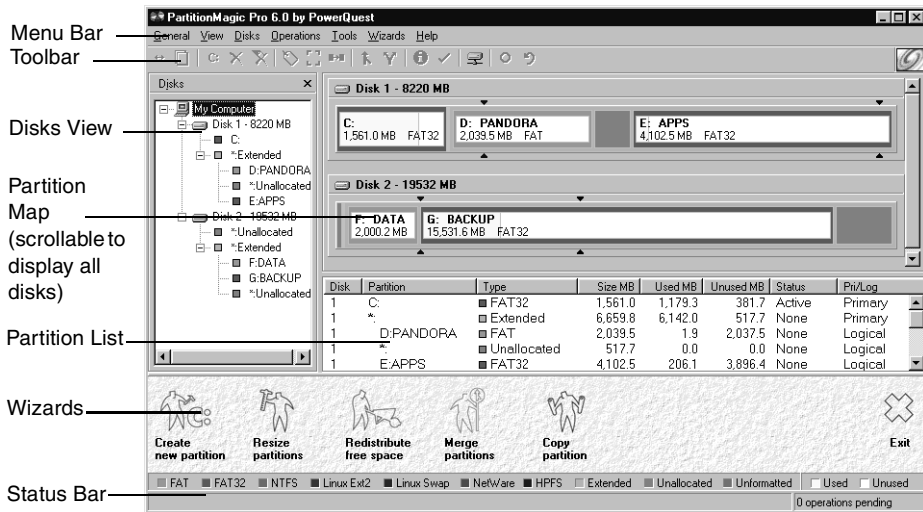 PartitionMagic Pro 6.0 by PowerQuest
Menu Bar
General View Disks Operations Tools Wizards Help
Toolbar
C:
Disks
Disks View
My Computer
Disk 1 - 8220 MB
C:
*:Extended
D:PANDORA
*:Unallocated
E:APPS
Disk 2 - 19532 MB
*:Unallocated
*:Extended
F:DATA
G:BACKUP
*:Unallocated
Partition
Map
(scrollable to
display all
disks)
Disk 1 - 8220 MB
C:
1,561.0 MB FAT32
D: PANDORA
2,039.5 MB FAT
E: APPS
4,102.5 MB FAT32
Disk 2 - 19532 MB
F: DATA
2,000.2 MB
G: BACKUP
15,531.6 MB FAT32
Partition List
Disk Partition Type Size MB Used MB Unused MB Status Pri/Log
1 C: FAT32 1,561.0 1,179.3 381.7 Active Primary
1 *: Extended 6,659.8 6,142.0 517.7 None Primary
1 D:PANDORA FAT 2,039.5 1.9 2,037.5 None Logical
1 *: Unallocated 517.7 0.0 0.0 None Logical
1 E:APPS FAT32 4,102.5 206.1 3,896.4 None Logical
Wizards
Create
new partition
Resize
partitions
Redistribute
free space
Merge
partitions
Copy
partition
Exit
FAT FAT32 NTFS Linux Ext2 Linux Swap NetWare HPFS Extended Unallocated Unformatted Used Unused
Status Bar
0 operations pending